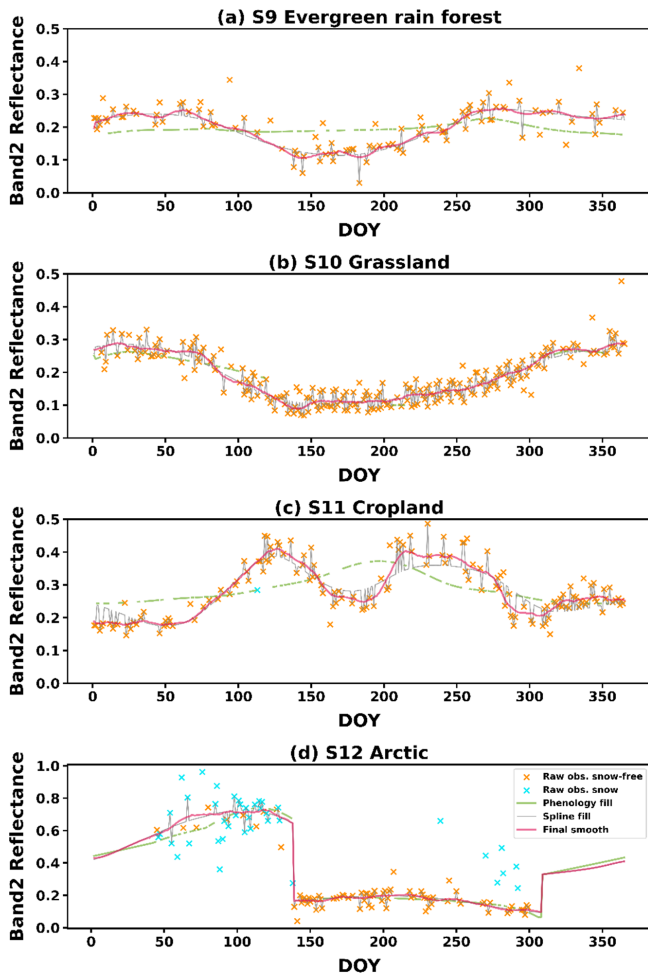 (a) S9 Evergreen rain forest
Band2 Reflectance
0.5
0.4
0.3
0.2
0.1
0.0
0 50 100 150 200 250 300 350
DOY
(b) S10 Grassland
Band2 Reflectance
0.5
0.4
0.3
0.2
0.1
0.0
0 50 100 150 200 250 300 350
DOY
(c) S11 Cropland
Band2 Reflectance
0.5
0.4
0.3
0.2
0.1
0.0
0 50 100 150 200 250 300 350
DOY
(d) S12 Arctic
Band2 Reflectance
1.0
0.8
0.6
0.4
0.2
0.0
Raw obs. snow-free
Raw obs. snow
Phenology fill
Spline fill
Final smooth
0 50 100 150 200 250 300 350
DOY